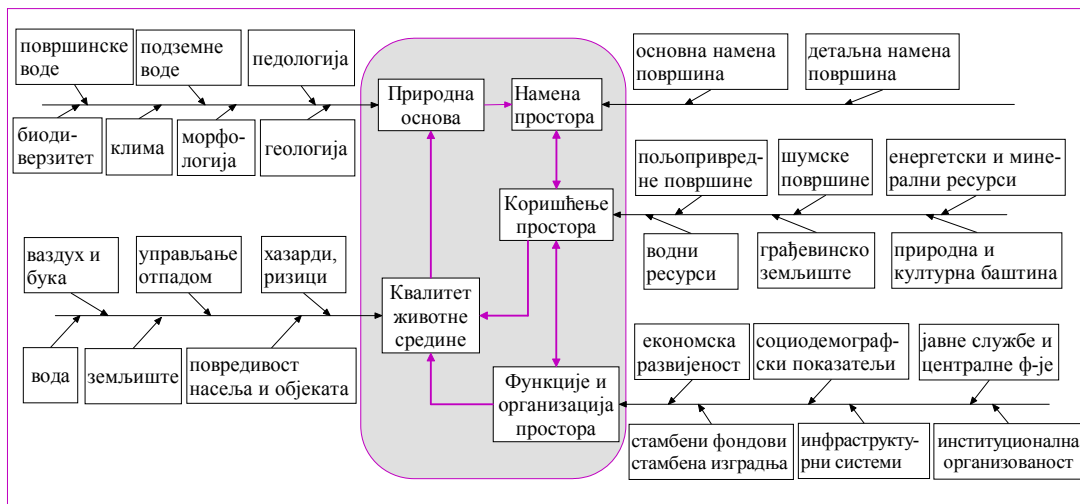 површинске
воде
подземне
воде
педологија
биоди-
верзитет
клима
морфо-
логија
геологија
Природна
основа
Намена
простора
основна намена
површина
детаљна намена
површина
пољопривред-
не површине
шумске
површине
енергетски и мине-
рални ресурси
Коришћење
простора
водни
ресурси
грађевинско
земљиште
природна и
културна баштина
ваздух и
бука
управљање
отпадом
хазарди,
ризици
Квалитет
животне
средине
вода
земљиште
повредивост
насеља и објеката
економска
развијеност
социодемограф-
ски показатељи
јавне службе и
централне ф-је
Функције и
организација
простора
стамбени фондови
стамбена изградња
инфраструкту-
рни системи
институционална
организованост